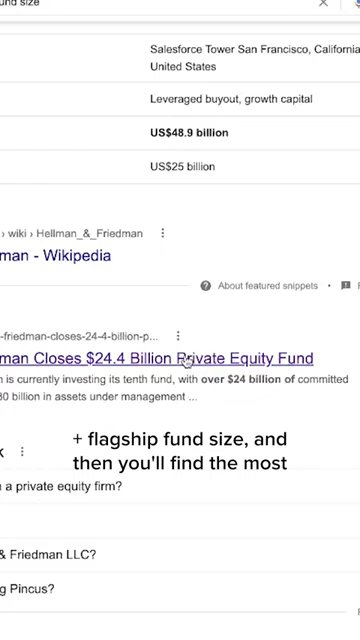 und size
Salesforce Tower San Francisco, California
United States
Leveraged buyout, growth capital
US$48.9 billion
US$25 billion
› wiki › Hellman_&_Friedman
man - Wikipedia
About featured snippets
-friedman-closes-24-4-billion-p...
man Closes $24.4 Billion Private Equity Fund
n is currently investing its tenth fund, with over $24 billion of committed
80 billion in assets under management ...
+ flagship fund size, and
then you'll find the most
n a private equity firm?
& Friedman LLC?
g Pincus?